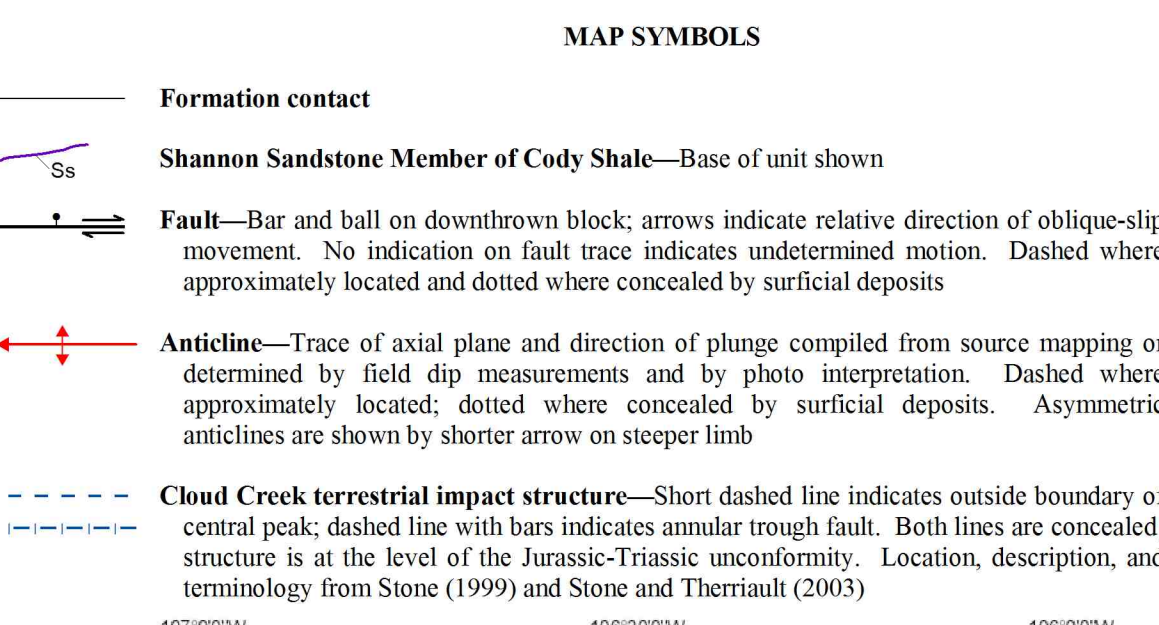 MAP SYMBOLS
Formation contact
Ss
Shannon Sandstone Member of Cody Shale—Base of unit shown
Fault—Bar and ball on downthrown block; arrows indicate relative direction of oblique-slip
movement. No indication on fault trace indicates undetermined motion. Dashed where
approximately located and dotted where concealed by surficial deposits
Anticline—Trace of axial plane and direction of plunge compiled from source mapping or
determined by field dip measurements and by photo interpretation. Dashed where
approximately located; dotted where concealed by surficial deposits. Asymmetric
anticlines are shown by shorter arrow on steeper limb
Cloud Creek terrestrial impact structure—Short dashed line indicates outside boundary of
central peak; dashed line with bars indicates annular trough fault. Both lines are concealed
structure is at the level of the Jurassic-Triassic unconformity. Location, description, and
terminology from Stone (1999) and Stone and Therriault (2003)